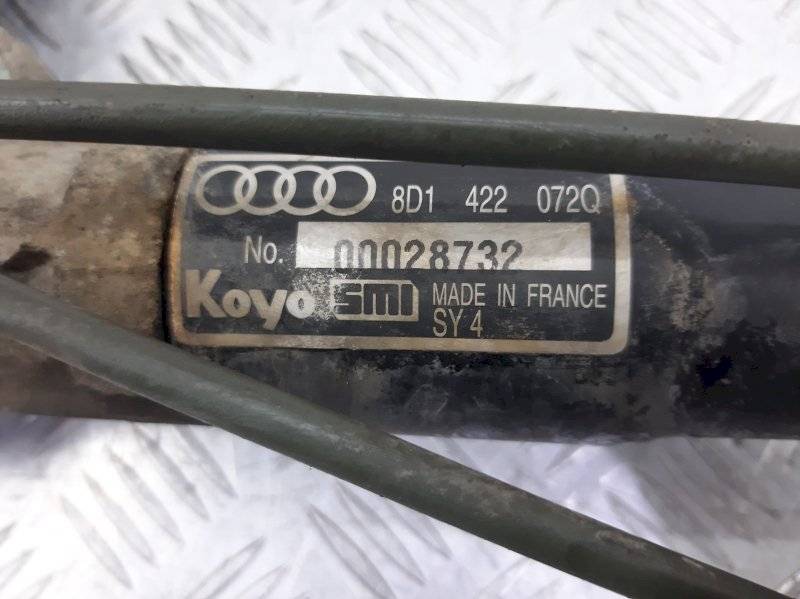 8D1 422 072Q
No. 00028732
Koyo SMI MADE IN FRANCE
SY 4